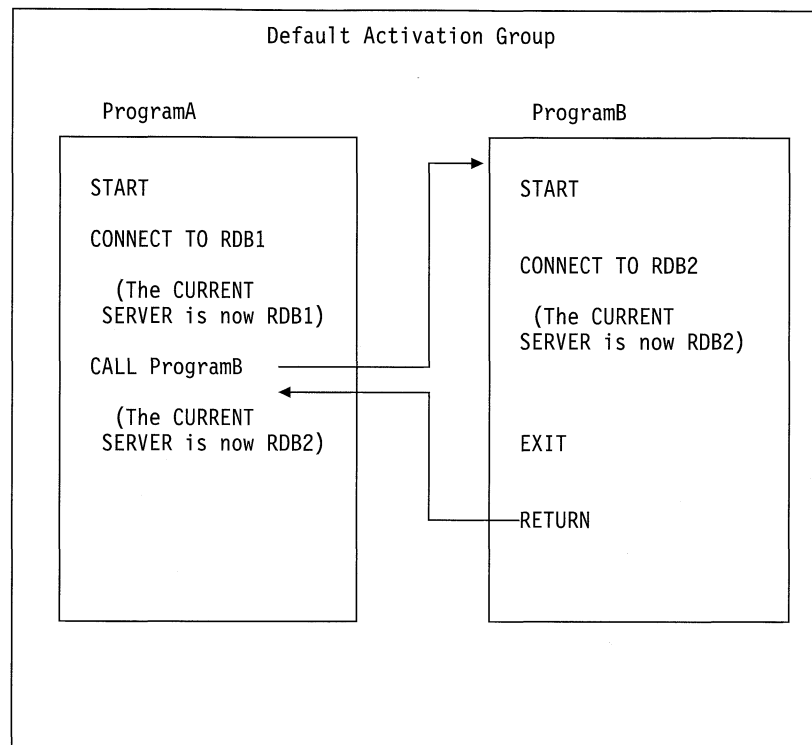 Default Activation Group
ProgramA
START
CONNECT TO RDB1
(The CURRENT
SERVER is now RDB1)
CALL ProgramB
(The CURRENT
SERVER is now RDB2)
ProgramB
START
CONNECT TO RDB2
(The CURRENT
SERVER is now RDB2)
EXIT
RETURN